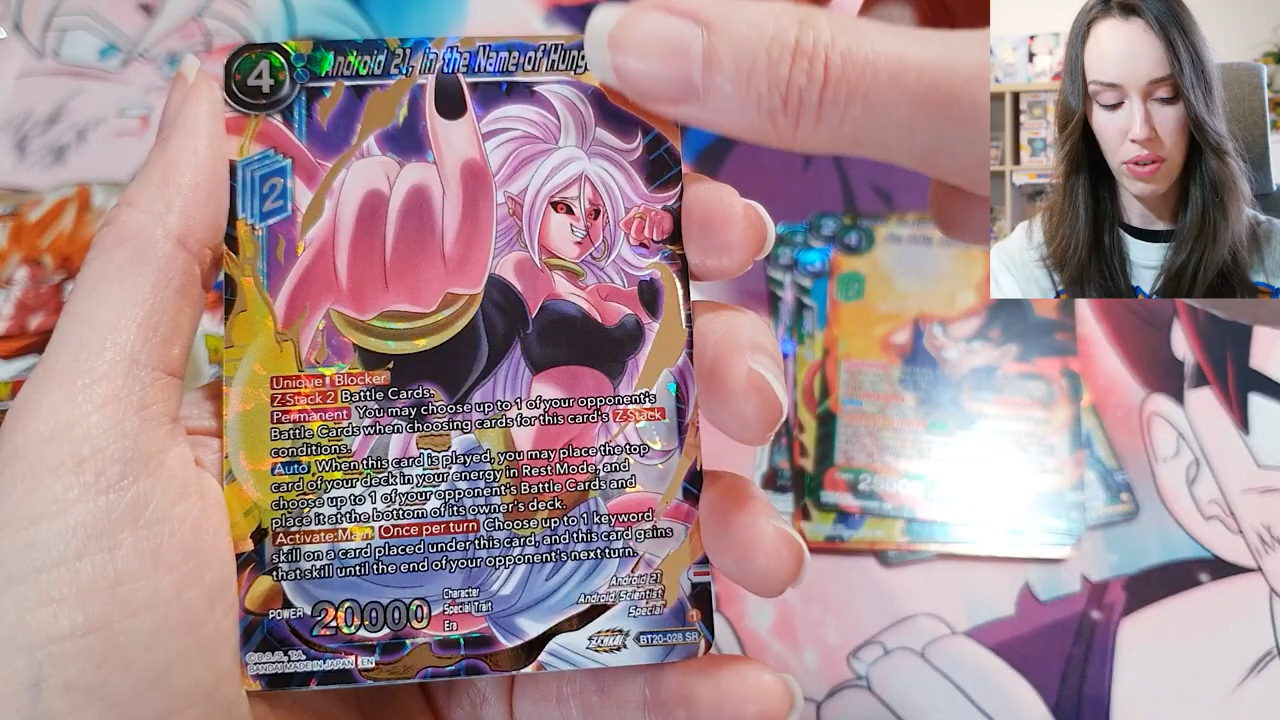 4
Android 21, in the Name of Hung
2
Unique Blocker
Z-Stack 2 Battle Cards.
Permanent You may choose up to 1 of your opponent's
Battle Cards when choosing cards for this card's Z-Stack
conditions.
Auto When this card is played, you may place the top
card of your deck in your energy in Rest Mode, and
choose up to 1 of your opponent's Battle Cards and
place it at the bottom of its owner's deck.
Activate:Main Once per turn Choose up to 1 keyword
skill on a card placed under this card, and this card gains
that skill until the end of your opponent's next turn.
POWER 20000
Character Android 21
Special Trait Android/Scientist
Era Special
ZENKAI BT20-028 SR
©B.S./S., T.A.
BANDAI MADE IN JAPAN EN